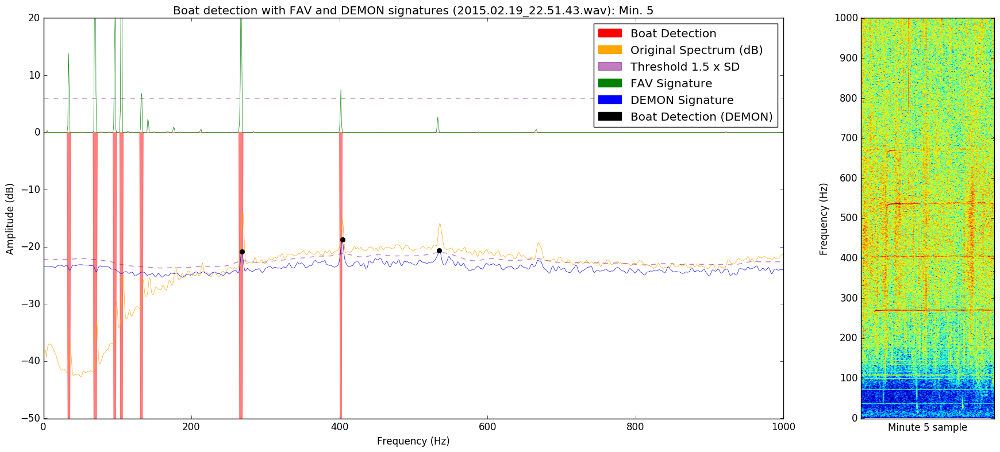 Boat detection with FAV and DEMON signatures (2015.02.19_22.51.43.wav): Min. 5
Boat Detection
Original Spectrum (dB)
Threshold 1.5 x SD
FAV Signature
DEMON Signature
Boat Detection (DEMON)
Amplitude (dB)
20
10
0
−10
−20
−30
−40
−50
0
200
400
600
800
1000
Frequency (Hz)
Frequency (Hz)
1000
900
800
700
600
500
400
300
200
100
0
Minute 5 sample